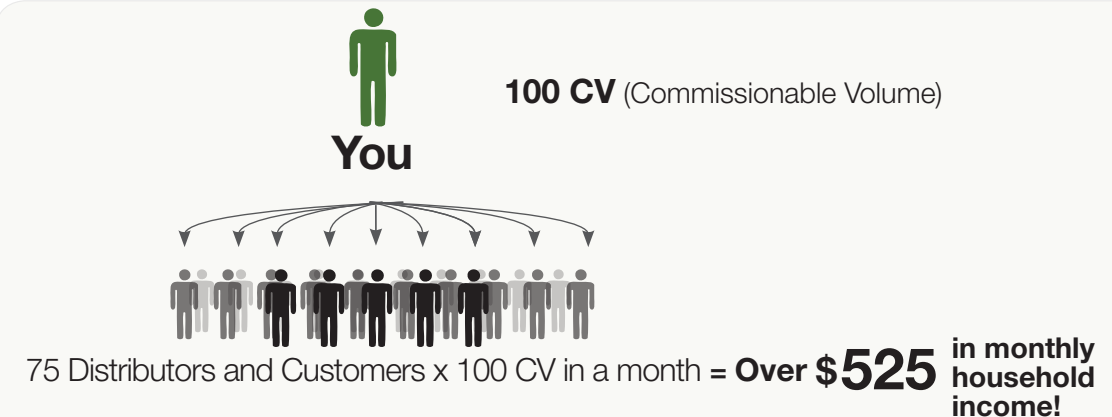 100 CV (Commissionable Volume)
You
75 Distributors and Customers x 100 CV in a month = Over $525 in monthly
household
income!